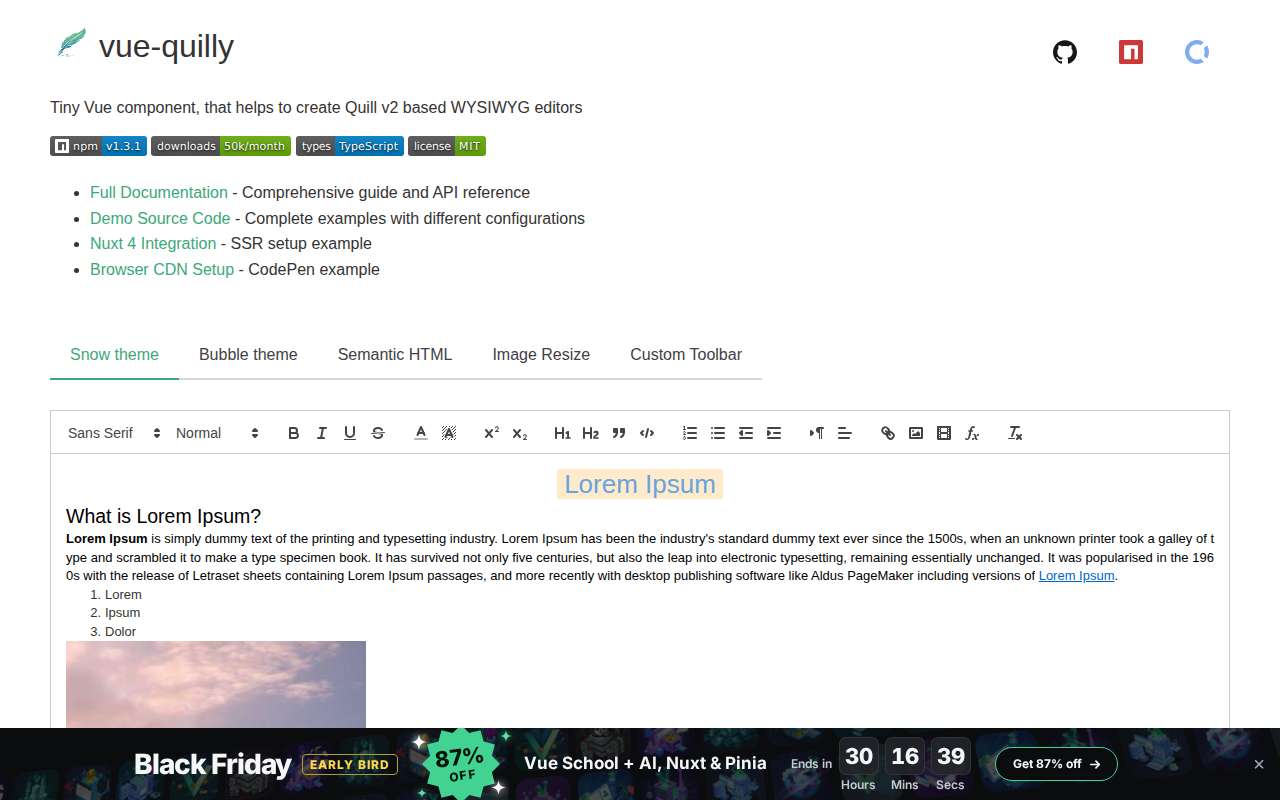 vue-quilly
Tiny Vue component, that helps to create Quill v2 based WYSIWYG editors
npm v1.3.1 downloads 50k/month types TypeScript license MIT
Full Documentation - Comprehensive guide and API reference
Demo Source Code - Complete examples with different configurations
Nuxt 4 Integration - SSR setup example
Browser CDN Setup - CodePen example
Snow theme Bubble theme Semantic HTML Image Resize Custom Toolbar
Sans Serif Normal
Lorem Ipsum
What is Lorem Ipsum?
Lorem Ipsum is simply dummy text of the printing and typesetting industry. Lorem Ipsum has been the industry's standard dummy text ever since the 1500s, when an unknown printer took a galley of t
ype and scrambled it to make a type specimen book. It has survived not only five centuries, but also the leap into electronic typesetting, remaining essentially unchanged. It was popularised in the 196
0s with the release of Letraset sheets containing Lorem Ipsum passages, and more recently with desktop publishing software like Aldus PageMaker including versions of Lorem Ipsum.
1. Lorem
2. Ipsum
3. Dolor
Black Friday EARLY BIRD 87% OFF Vue School + AI, Nuxt & Pinia Ends in 30 Hours 16 Mins 39 Secs Get 87% off →